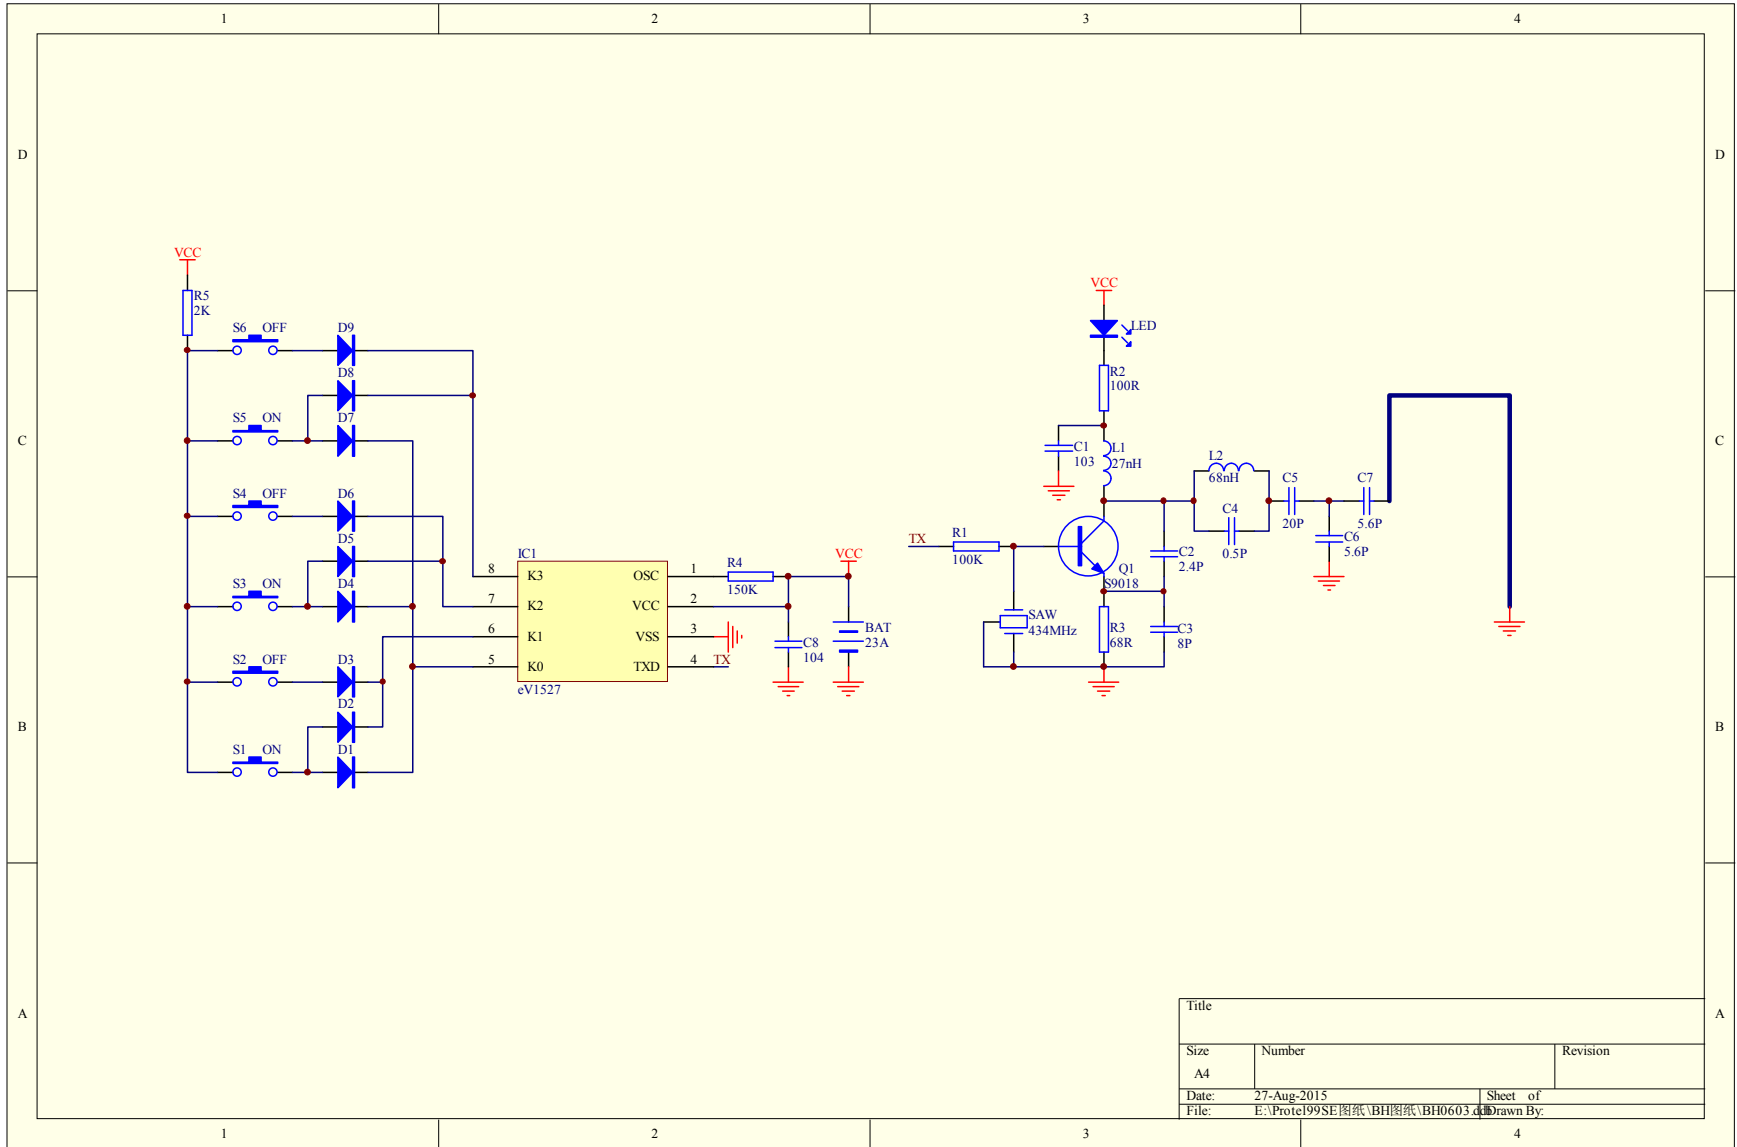 1 2 3 4
D D
C C
B B
A A
VCC
R5
2K
S6 OFF D9
D8
S5 ON D7
S4 OFF D6
D5
S3 ON D4
S2 OFF D3
D2
S1 ON D1
IC1
8 K3 OSC 1
7 K2 VCC 2
6 K1 VSS 3
5 K0 TXD 4
eV1527
R4
150K
VCC
TX
C8
104
BAT
23A
VCC
LED
R2
100R
C1
103
L1
27nH
TX
R1
100K
SAW
434MHz
Q1
S9018
R3
68R
C2
2.4P
C3
8P
L2
68nH
C4
0.5P
C5
20P
C6
5.6P
C7
5.6P
Title
Size Number Revision
A4
Date: 27-Aug-2015 Sheet of
File: E:\Protel99SE图纸\BH图纸\BH0603.ddb Drawn By:
1 2 3 4